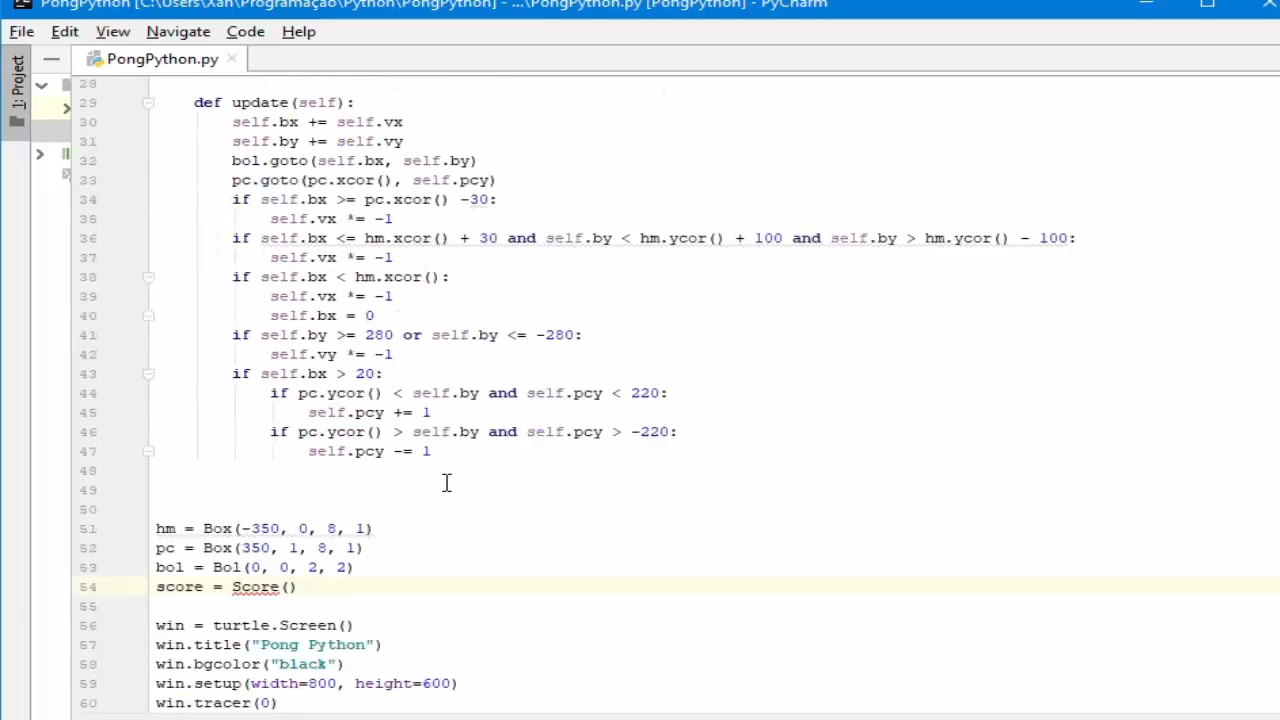 PongPython [C:\Users\Xan\Programação\Python\PongPython] - ...\PongPython.py [PongPython] - PyCharm
File Edit View Navigate Code Help
1: Project
PongPython.py
28
29 def update(self):
30 self.bx += self.vx
31 self.by += self.vy
32 bol.goto(self.bx, self.by)
33 pc.goto(pc.xcor(), self.pcy)
34 if self.bx >= pc.xcor() -30:
35 self.vx *= -1
36 if self.bx <= hm.xcor() + 30 and self.by < hm.ycor() + 100 and self.by > hm.ycor() - 100:
37 self.vx *= -1
38 if self.bx < hm.xcor():
39 self.vx *= -1
40 self.bx = 0
41 if self.by >= 280 or self.by <= -280:
42 self.vy *= -1
43 if self.bx > 20:
44 if pc.ycor() < self.by and self.pcy < 220:
45 self.pcy += 1
46 if pc.ycor() > self.by and self.pcy > -220:
47 self.pcy -= 1
48
49
50
51 hm = Box(-350, 0, 8, 1)
52 pc = Box(350, 1, 8, 1)
53 bol = Bol(0, 0, 2, 2)
54 score = Score()
55
56 win = turtle.Screen()
57 win.title("Pong Python")
58 win.bgcolor("black")
59 win.setup(width=800, height=600)
60 win.tracer(0)